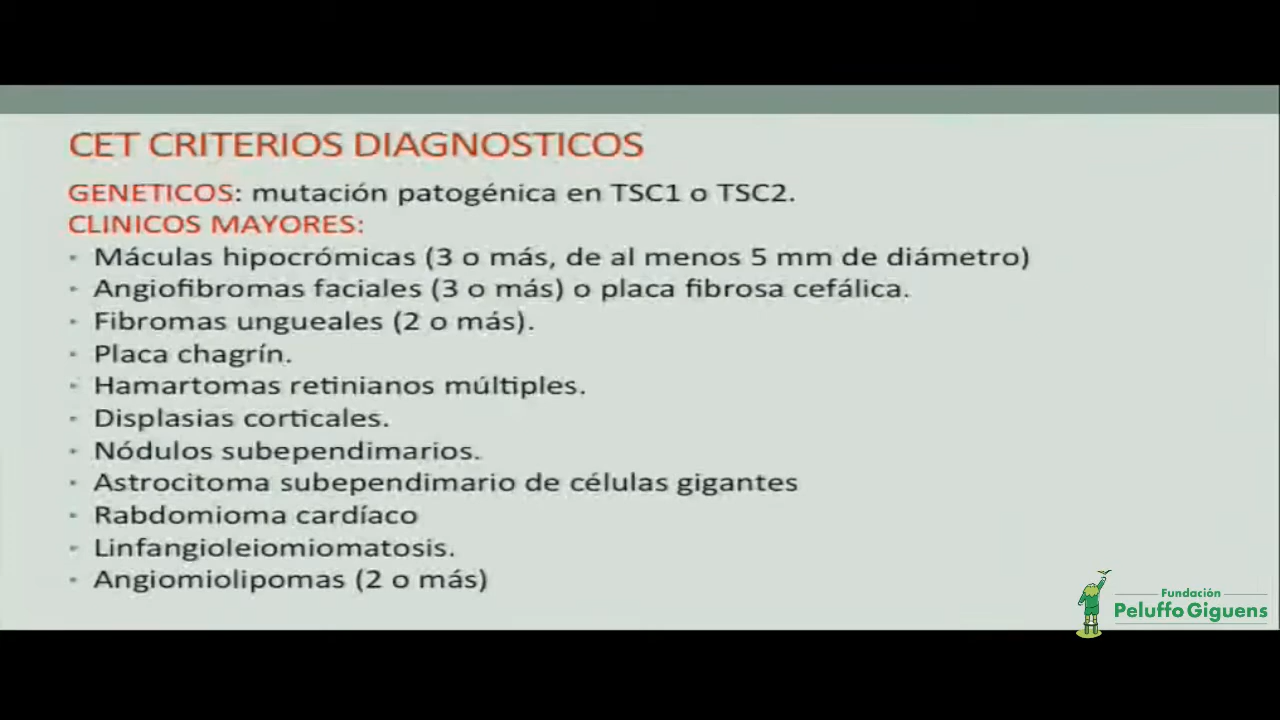 CET CRITERIOS DIAGNOSTICOS
GENETICOS: mutación patogénica en TSC1 o TSC2.
CLINICOS MAYORES:
• Máculas hipocrómicas (3 o más, de al menos 5 mm de diámetro)
• Angiofibromas faciales (3 o más) o placa fibrosa cefálica.
• Fibromas ungueales (2 o más).
• Placa chagrín.
• Hamartomas retinianos múltiples.
• Displasias corticales.
• Nódulos subependimarios.
• Astrocitoma subependimario de células gigantes
• Rabdomioma cardíaco
• Linfangioleiomiomatosis.
• Angiomiolipomas (2 o más)
Fundación
Peluffo Giguens